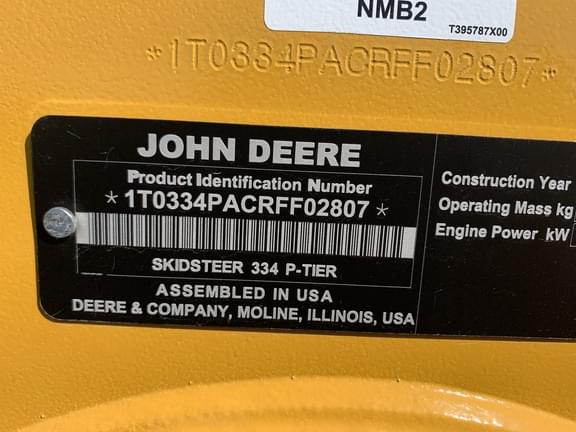 NMB2
T395787X00
*1T0334PACRFF02807*
JOHN DEERE
Product Identification Number
*1T0334PACRFF02807*
SKIDSTEER 334 P-TIER
ASSEMBLED IN USA
DEERE & COMPANY, MOLINE, ILLINOIS, USA
Construction Year
Operating Mass kg
Engine Power kW